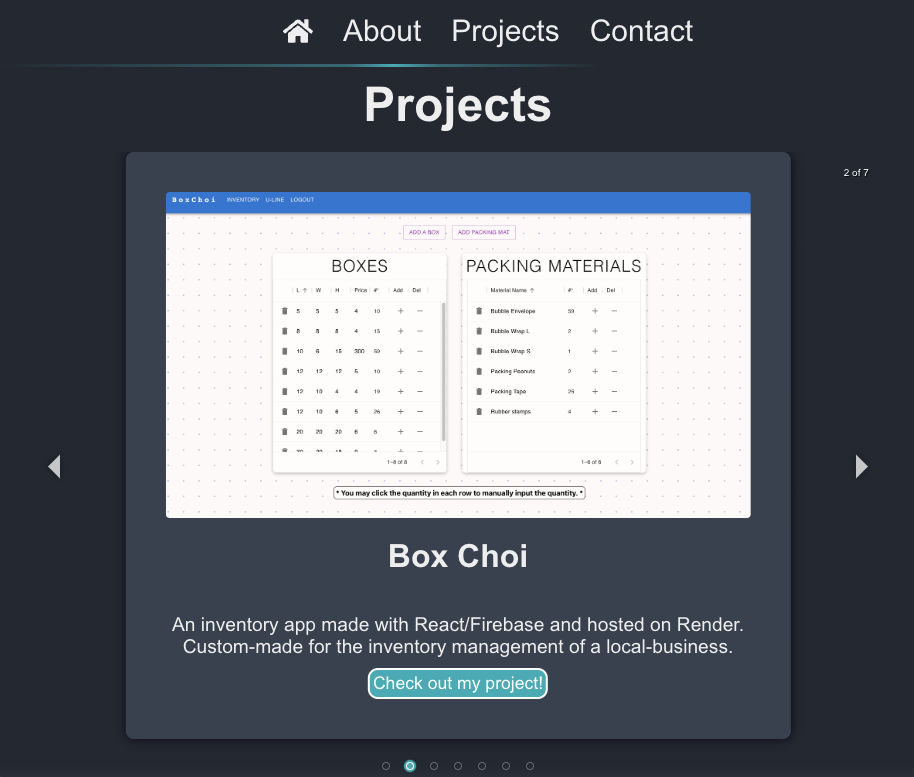 About Projects Contact
Projects
2 of 7
BoxChoi INVENTORY U-LINE LOGOUT
ADD A BOX ADD PACKING MAT
BOXES
L W H Price #' Add Del
5 5 5 4 10
8 8 8 4 15
10 6 15 300 59
12 12 12 5 10
12 10 4 4 19
12 10 6 5 26
20 20 20 6 6
1–8 of 8
PACKING MATERIALS
Material Name #' Add Del
Bubble Envelope 59
Bubble Wrap L 2
Bubble Wrap S 1
Packing Peanuts 2
Packing Tape 25
Rubber stamps 4
1–6 of 6
* You may click the quantity in each row to manually input the quantity. *
Box Choi
An inventory app made with React/Firebase and hosted on Render.
Custom-made for the inventory management of a local-business.
Check out my project!